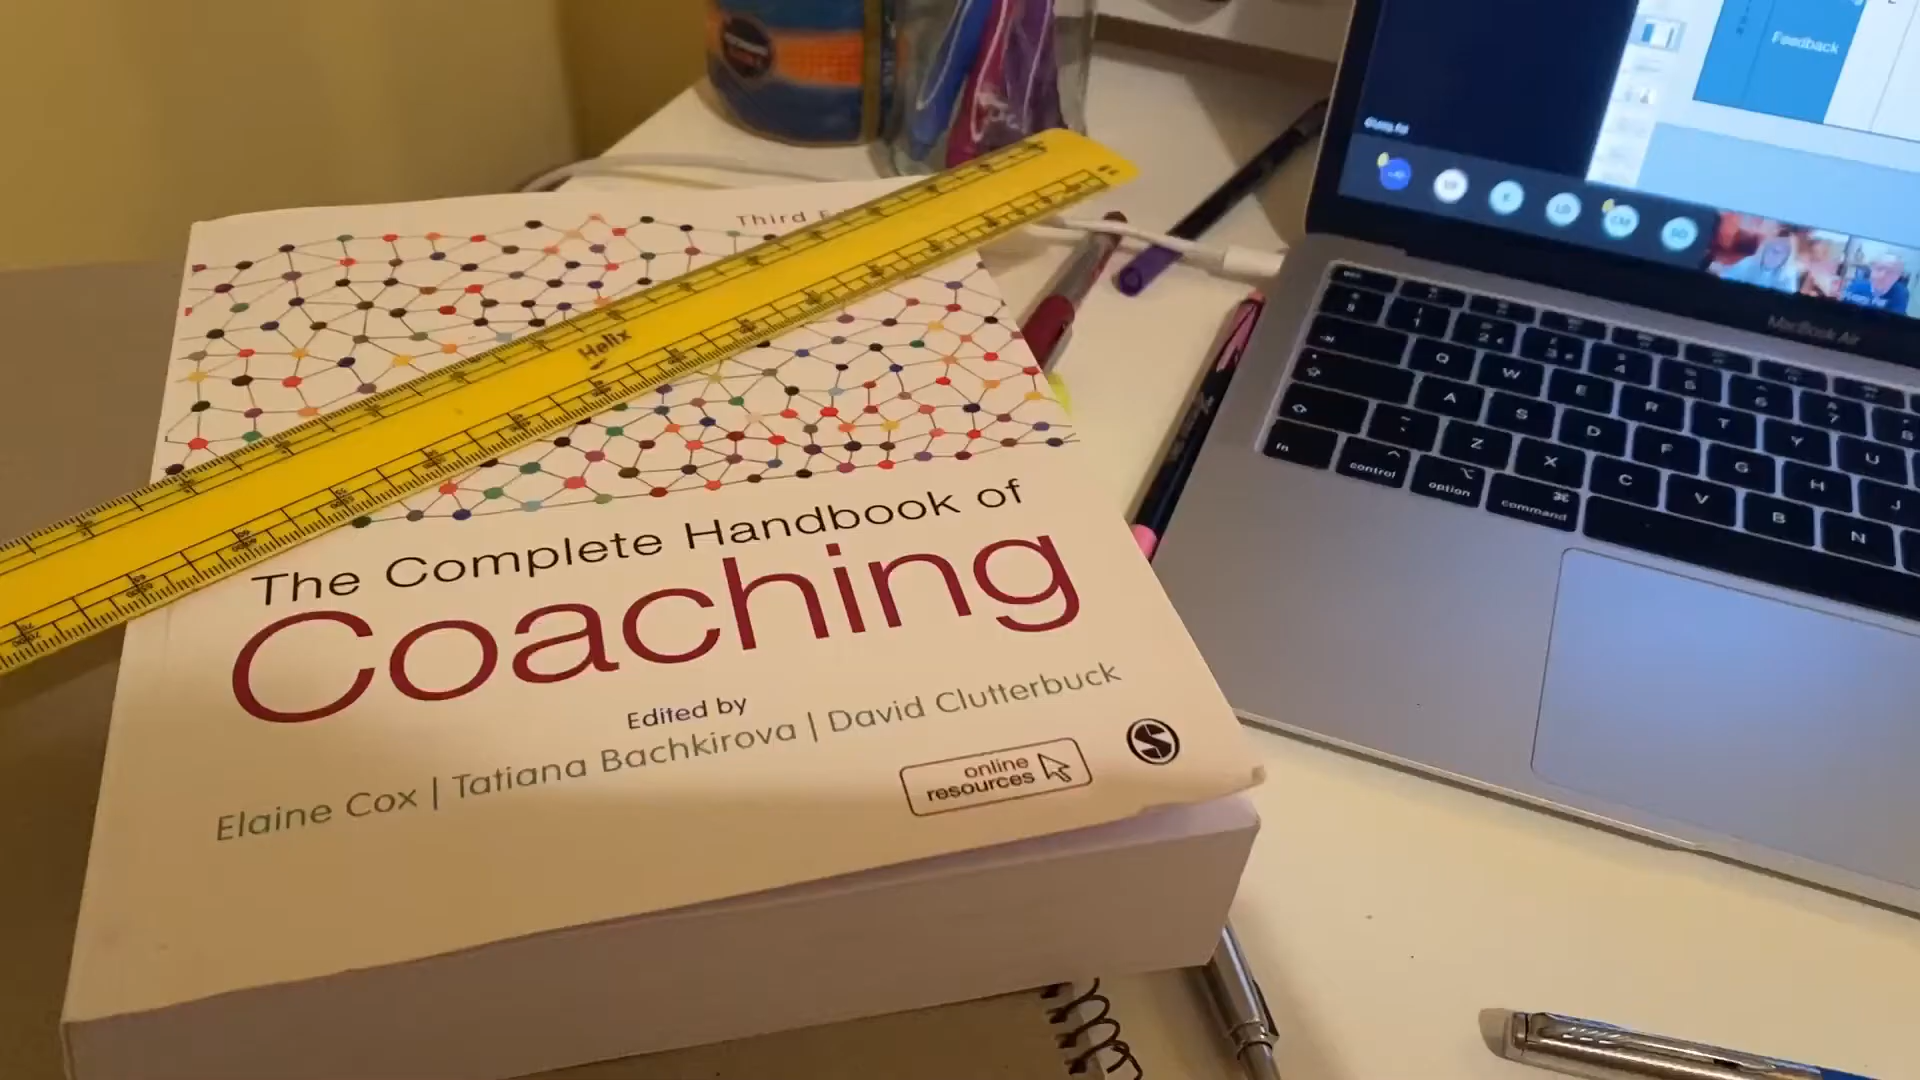 Third
Helix
The Complete Handbook of
Coaching
Edited by
Elaine Cox | Tatiana Bachkirova | David Clutterbuck
online
resources
Feedback
MacBook Air
Q W E R T Y U
A S D F G H J
Z X C V B N
fn control option command